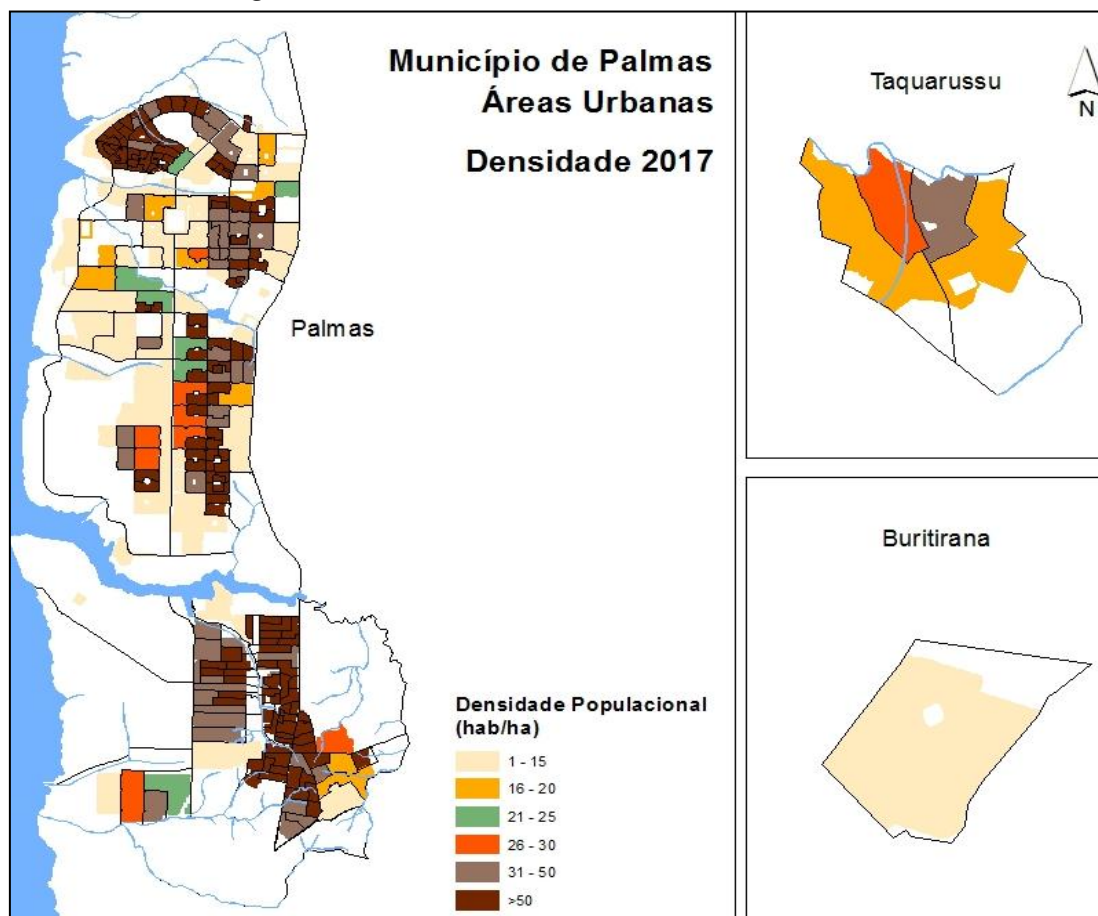 Município de Palmas
Áreas Urbanas
Densidade 2017
Palmas
Densidade Populacional
(hab/ha)
1 - 15
16 - 20
21 - 25
26 - 30
31 - 50
>50
Taquarussu
N
Buritirana